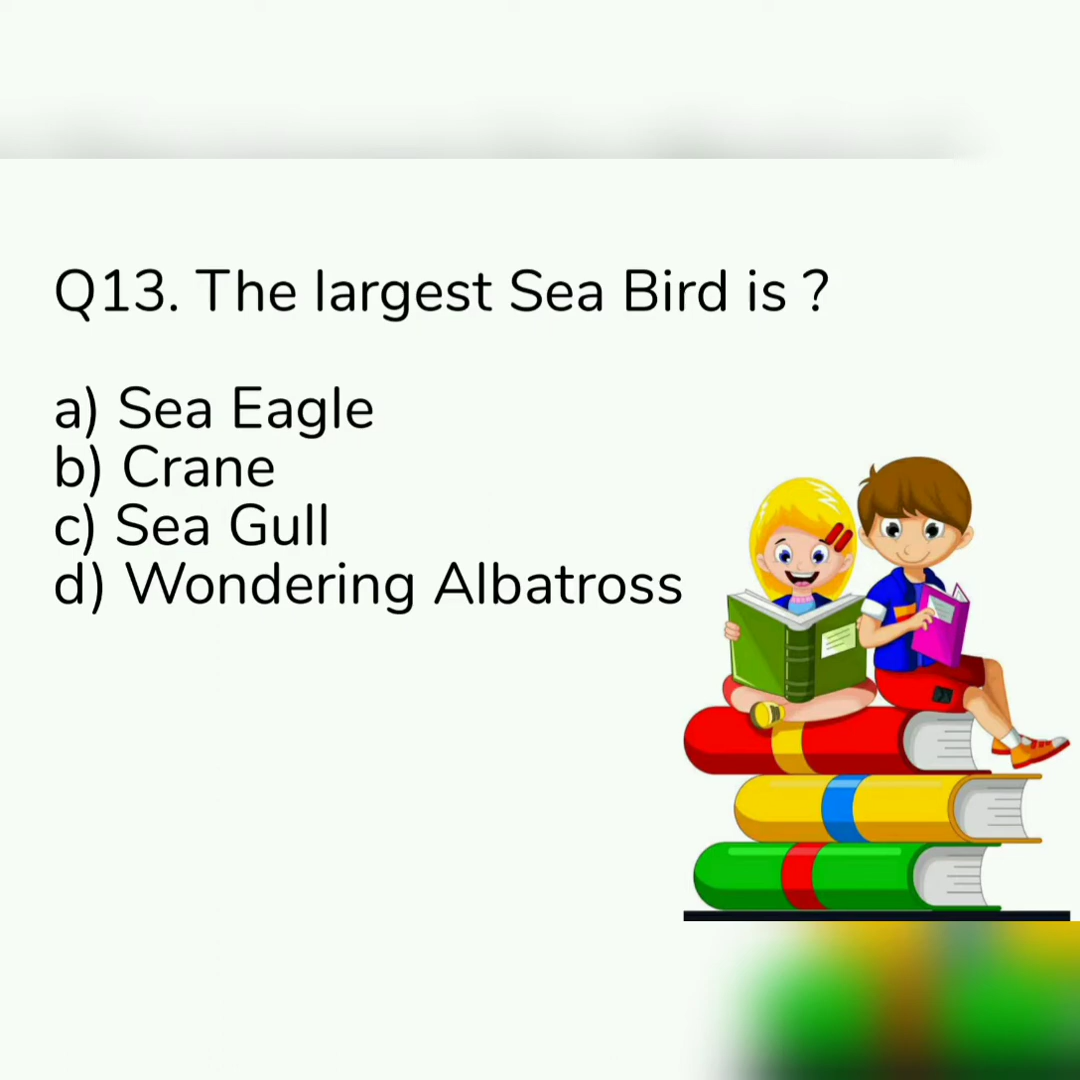 Q13. The largest Sea Bird is ?
a) Sea Eagle
b) Crane
c) Sea Gull
d) Wondering Albatross